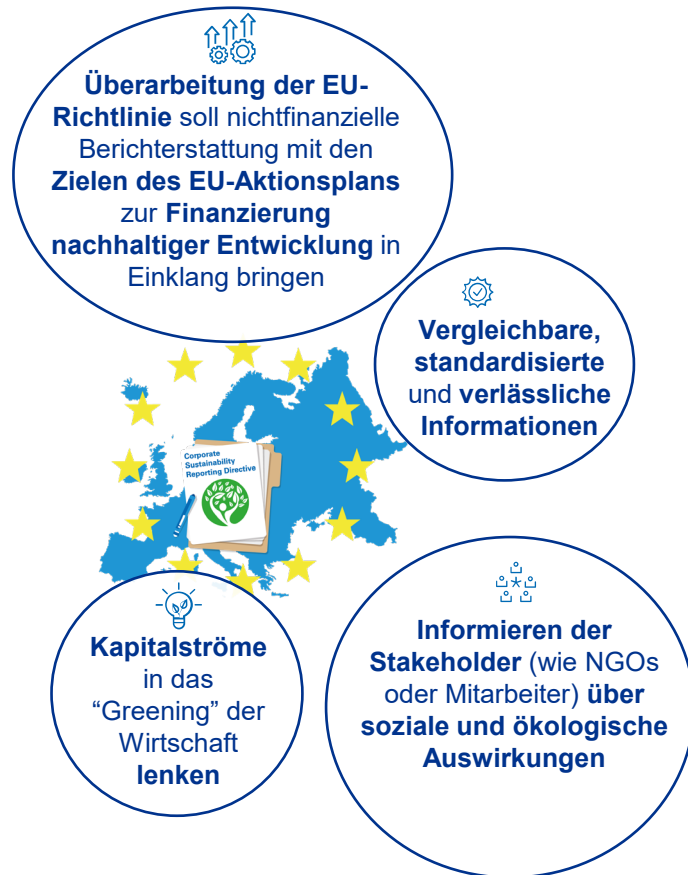 Überarbeitung der EU-
Richtlinie soll nichtfinanzielle
Berichterstattung mit den
Zielen des EU-Aktionsplans
zur Finanzierung
nachhaltiger Entwicklung in
Einklang bringen
Vergleichbare,
standardisierte
und verlässliche
Informationen
Corporate
Sustainability
Reporting Directive
Kapitalströme
in das
“Greening” der
Wirtschaft
lenken
Informieren der
Stakeholder (wie NGOs
oder Mitarbeiter) über
soziale und ökologische
Auswirkungen